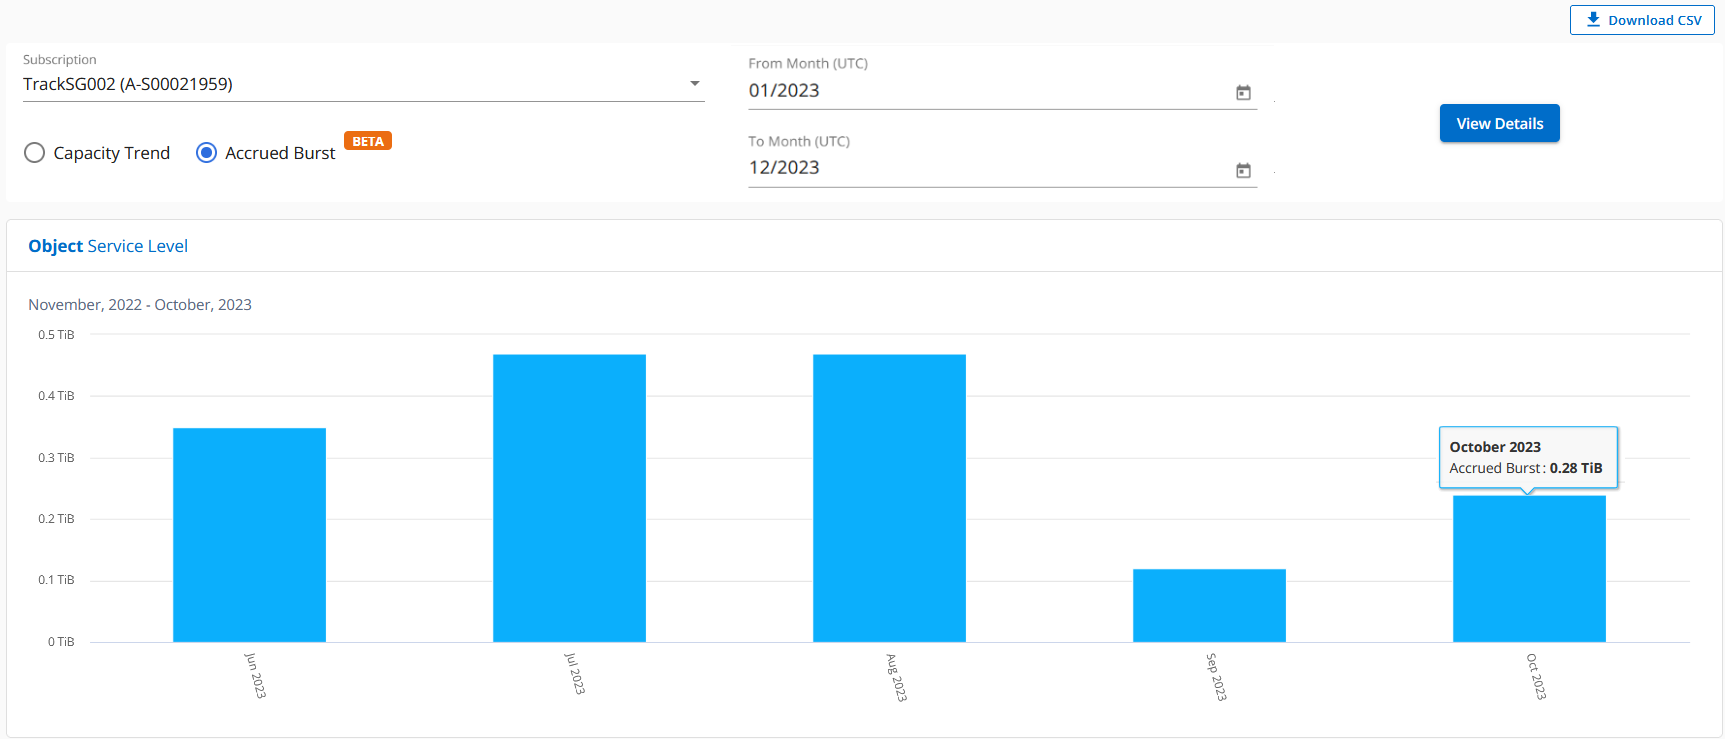 Download CSV
Subscription
TrackSG002 (A-S00021959)
From Month (UTC)
01/2023
View Details
Capacity Trend
Accrued Burst
BETA
To Month (UTC)
12/2023
Object Service Level
November, 2022 - October, 2023
0.5 TiB
0.4 TiB
0.3 TiB
0.2 TiB
0.1 TiB
0 TiB
October 2023
Accrued Burst : 0.28 TiB
Jun 2023
Jul 2023
Aug 2023
Sep 2023
Oct 2023